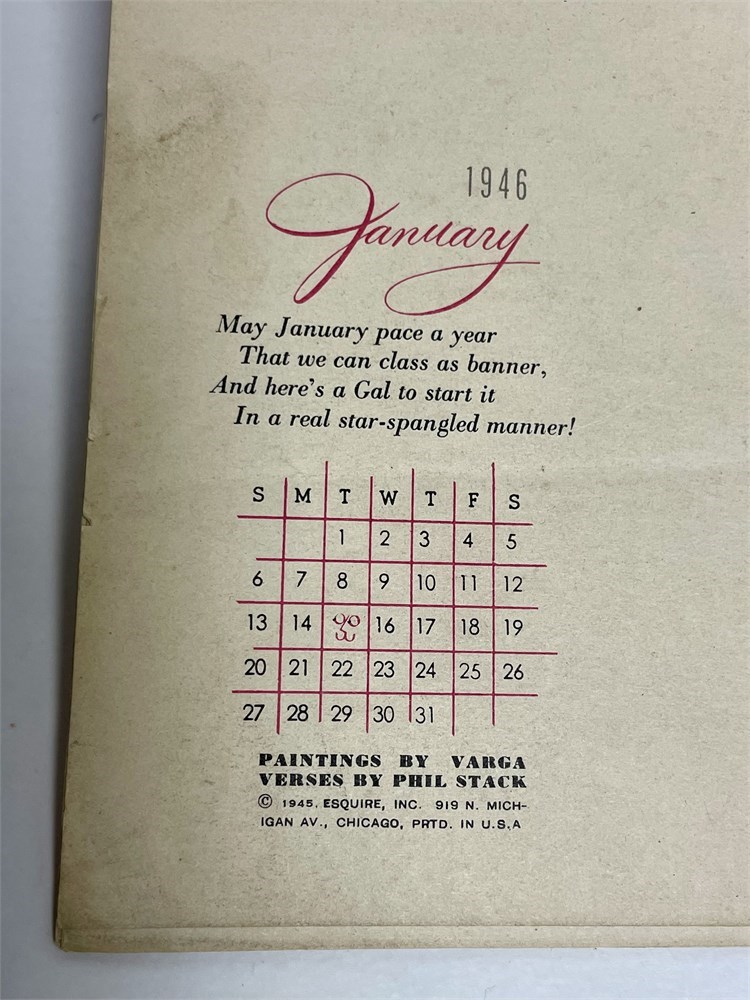 1946
January
May January pace a year
That we can class as banner,
And here's a Gal to start it
In a real star-spangled manner!
S M T W T F S
1 2 3 4 5
6 7 8 9 10 11 12
13 14 16 17 18 19
20 21 22 23 24 25 26
27 28 29 30 31
PAINTINGS BY VARGA
VERSES BY PHIL STACK
© 1945, ESQUIRE, INC. 919 N. MICH-
IGAN AV., CHICAGO, PRTD. IN U.S.A